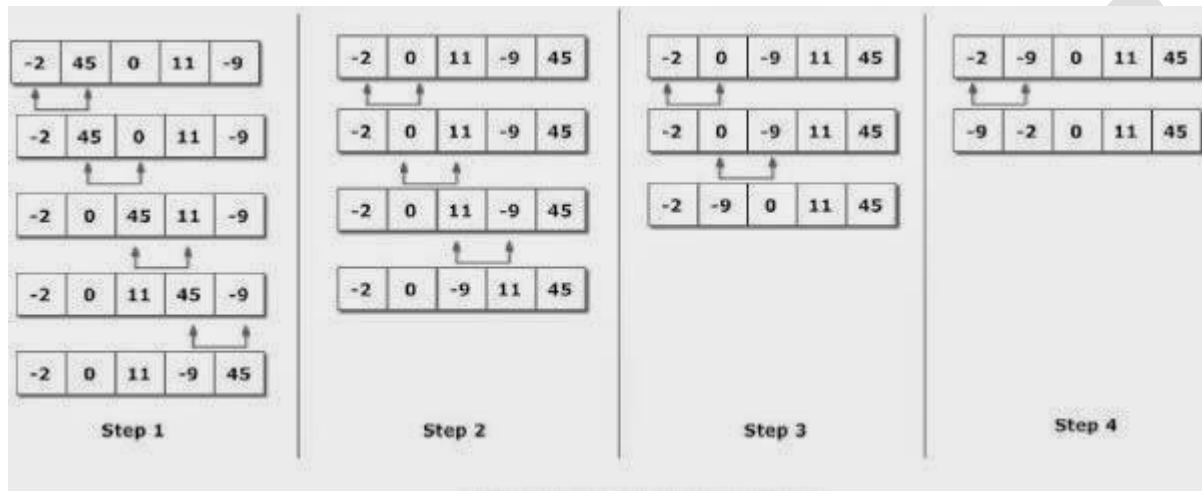 -2 45 0 11 -9
-2 45 0 11 -9
-2 0 45 11 -9
-2 0 11 45 -9
-2 0 11 -9 45
Step 1
-2 0 11 -9 45
-2 0 11 -9 45
-2 0 11 -9 45
-2 0 -9 11 45
Step 2
-2 0 -9 11 45
-2 0 -9 11 45
-2 -9 0 11 45
Step 3
-2 -9 0 11 45
-9 -2 0 11 45
Step 4